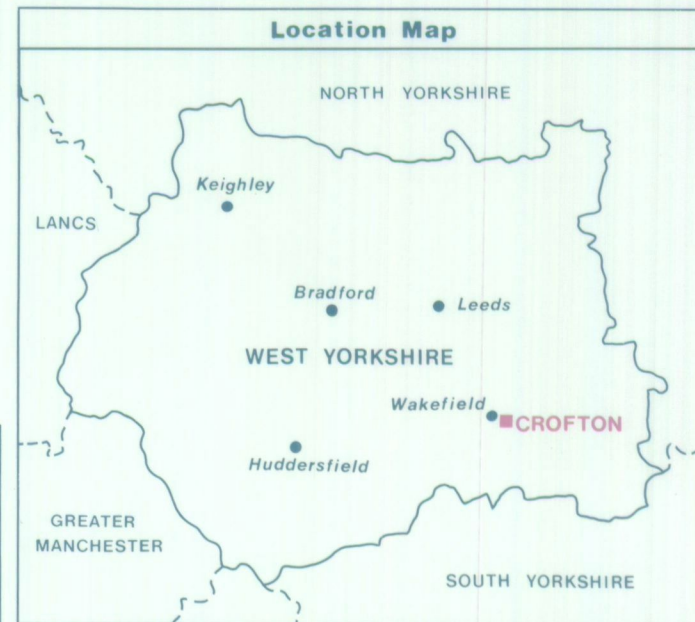 Location Map
NORTH YORKSHIRE
Keighley
LANCS
Bradford
Leeds
WEST YORKSHIRE
Wakefield
CROFTON
Huddersfield
GREATER
MANCHESTER
SOUTH YORKSHIRE